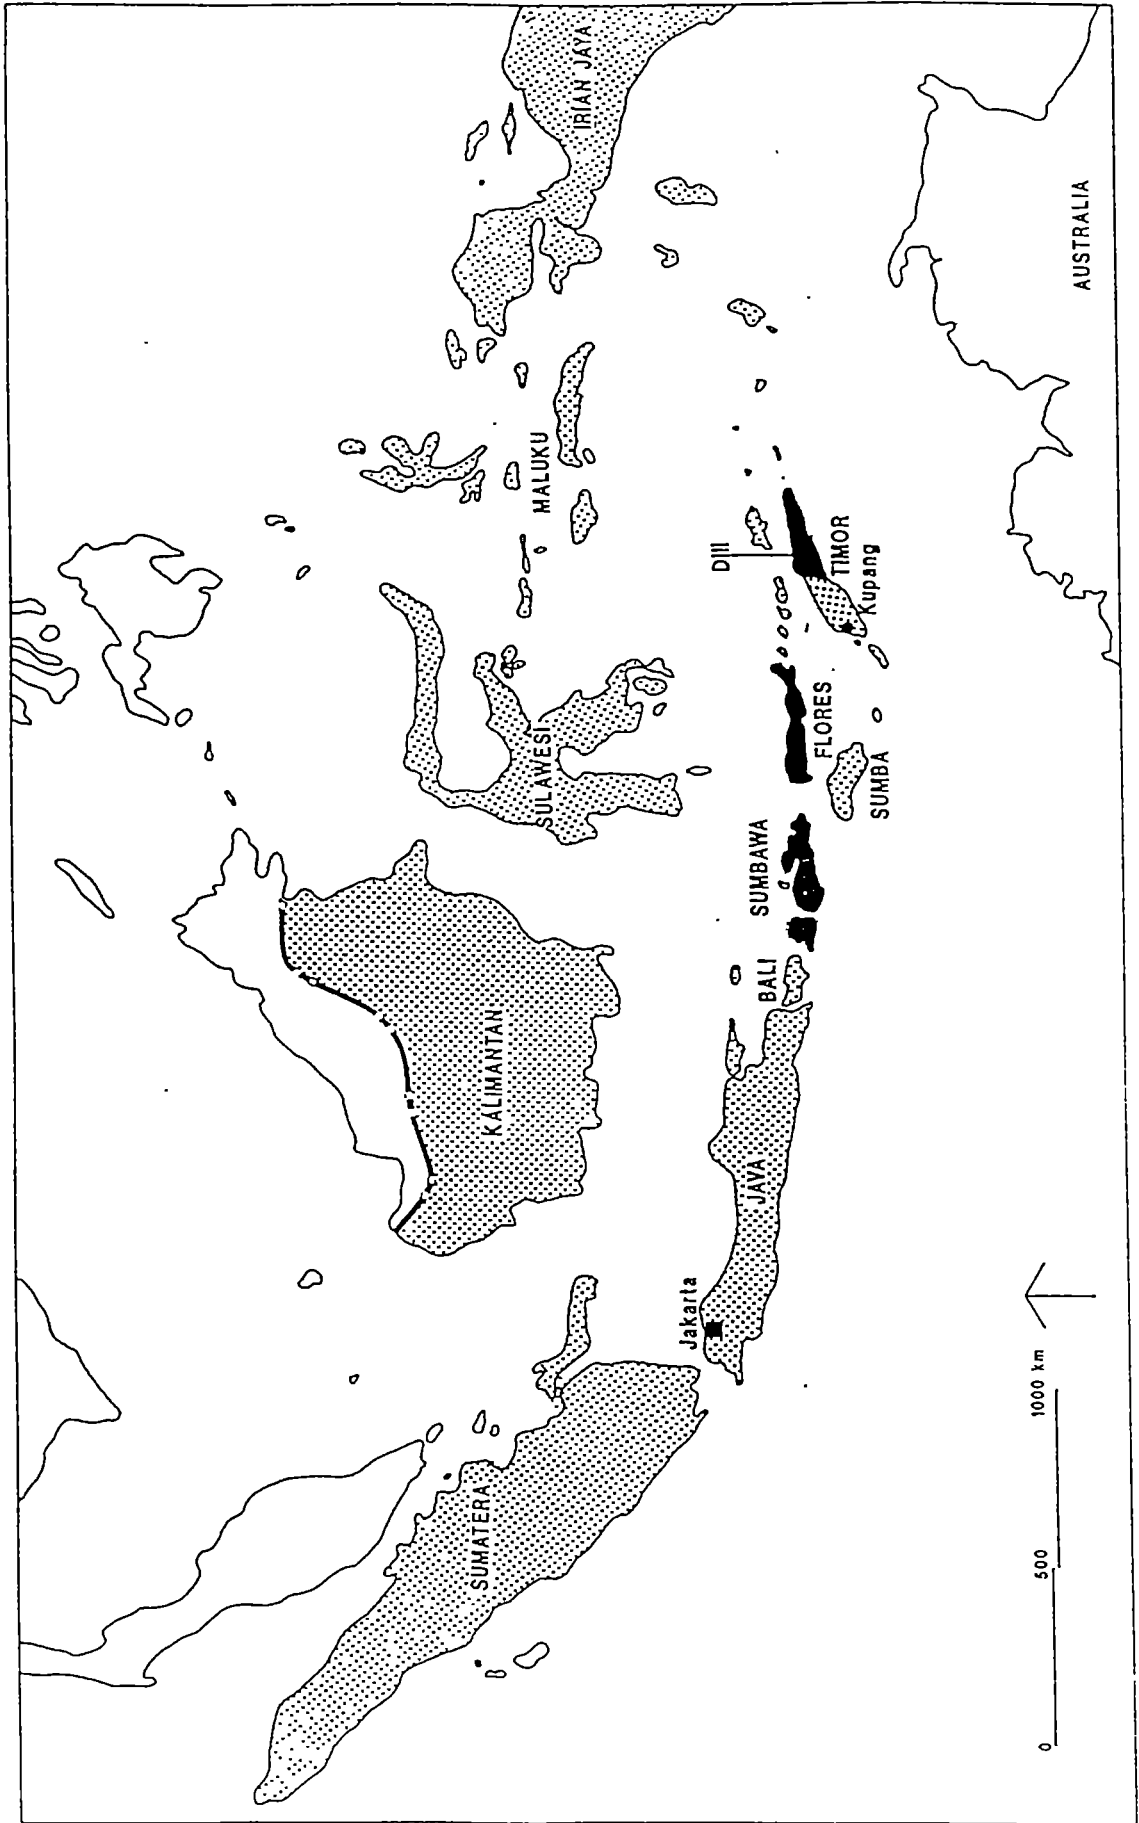 SUMATERA
KALIMANTAN
SULAWESI
MALUKU
IRIAN JAYA
Jakarta
JAVA
BALI
SUMBAWA
FLORES
SUMBA
Dili
TIMOR
Kupang
AUSTRALIA
0 500 1000 km